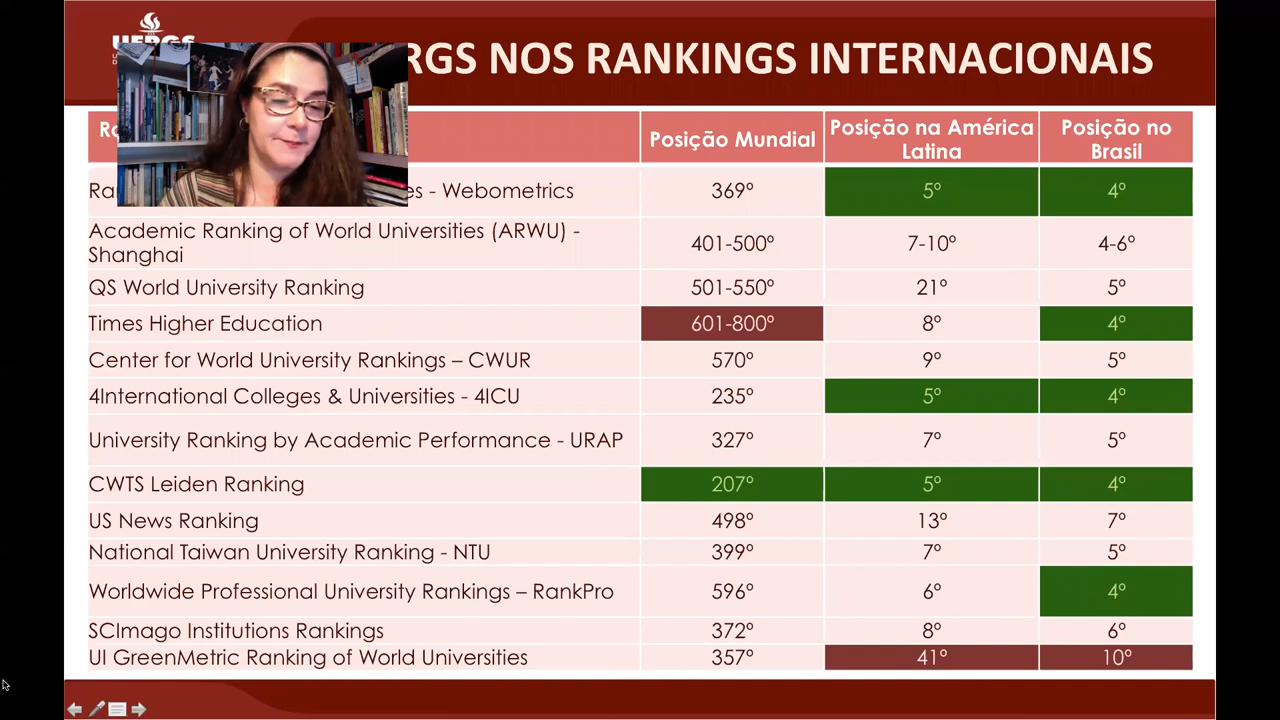 RGS NOS RANKINGS INTERNACIONAIS
Posição Mundial
Posição na América
Latina
Posição no
Brasil
es - Webometrics 369º 5º 4º
Academic Ranking of World Universities (ARWU) -
Shanghai 401-500º 7-10º 4-6º
QS World University Ranking 501-550º 21º 5º
Times Higher Education 601-800º 8º 4º
Center for World University Rankings – CWUR 570º 9º 5º
4International Colleges & Universities - 4ICU 235º 5º 4º
University Ranking by Academic Performance - URAP 327º 7º 5º
CWTS Leiden Ranking 207º 5º 4º
US News Ranking 498º 13º 7º
National Taiwan University Ranking - NTU 399º 7º 5º
Worldwide Professional University Rankings – RankPro 596º 6º 4º
SCImago Institutions Rankings 372º 8º 6º
UI GreenMetric Ranking of World Universities 357º 41º 10º